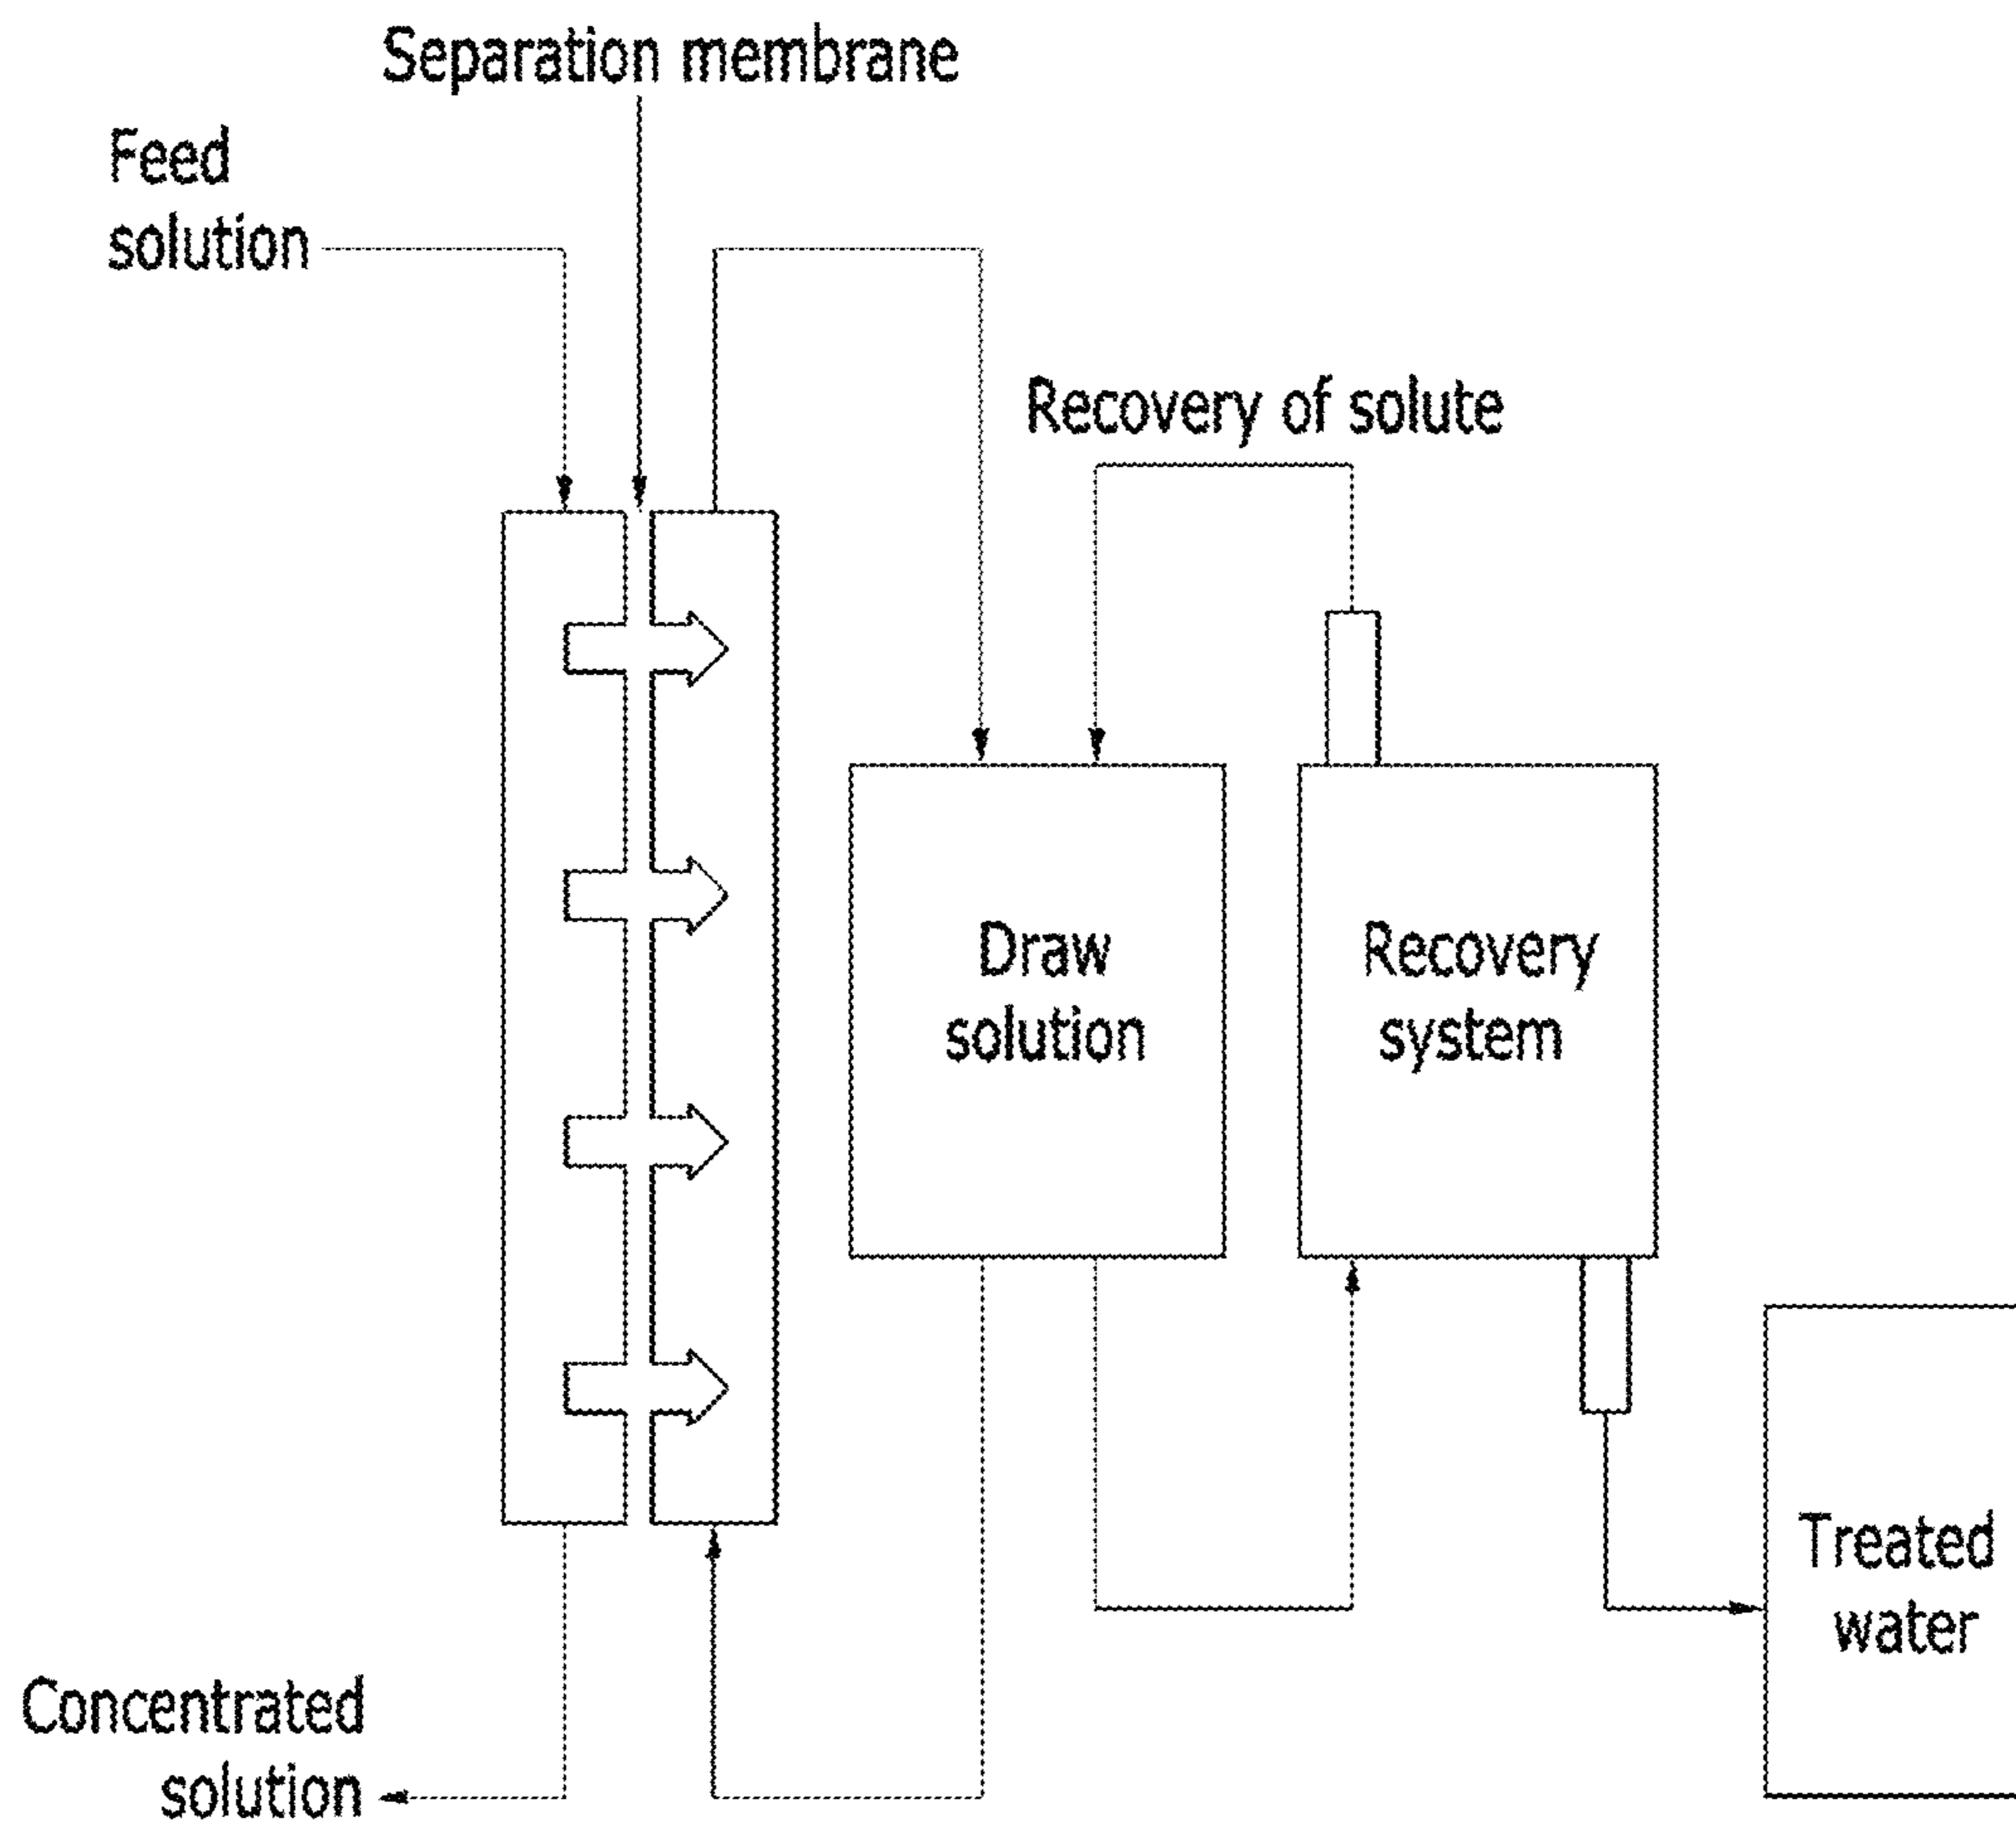 Separation membrane
Feed
solution
Recovery of solute
Draw
solution
Recovery
system
Treated
water
Concentrated
solution